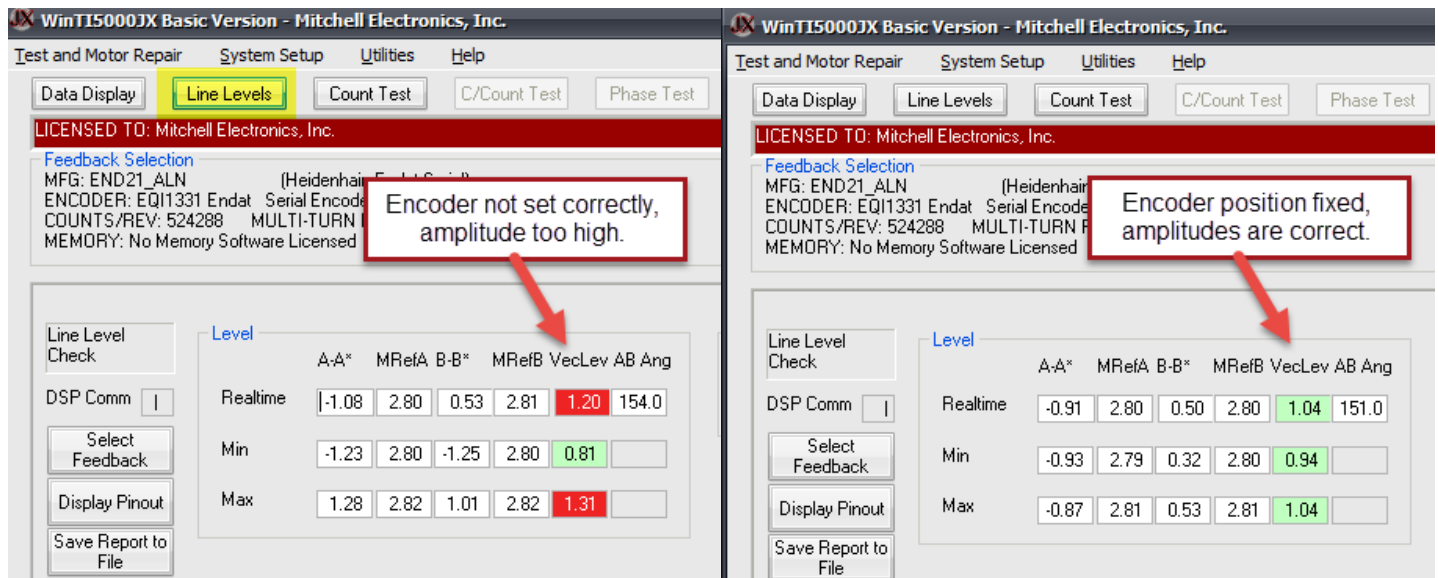 JX WinTI5000JX Basic Version - Mitchell Electronics, Inc.
Test and Motor Repair System Setup Utilities Help
Data Display Line Levels Count Test C/Count Test Phase Test
LICENSED TO: Mitchell Electronics, Inc.
Feedback Selection
MFG: END21_ALN
ENCODER: EQI1331 Endat Serial
COUNTS/REV: 524288
MEMORY: No Memory Software Licensed
Encoder not set correctly,
amplitude too high.
Line Level
Check
DSP Comm |
Select
Feedback
Display Pinout
Save Report to
File
Level
A-A* MRefA B-B* MRefB VecLev AB Ang
Realtime -1.08 2.80 0.53 2.81 1.20 154.0
Min -1.23 2.80 -1.25 2.80 0.81
Max 1.28 2.82 1.01 2.82 1.31
JX WinTI5000JX Basic Version - Mitchell Electronics, Inc.
Test and Motor Repair System Setup Utilities Help
Data Display Line Levels Count Test C/Count Test Phase Test
LICENSED TO: Mitchell Electronics, Inc.
Feedback Selection
MFG: END21_ALN
ENCODER: EQI1331 Endat Serial
COUNTS/REV: 524288
MEMORY: No Memory Software Licensed
Encoder position fixed,
amplitudes are correct.
Line Level
Check
DSP Comm |
Select
Feedback
Display Pinout
Save Report to
File
Level
A-A* MRefA B-B* MRefB VecLev AB Ang
Realtime -0.91 2.80 0.50 2.80 1.04 151.0
Min -0.93 2.79 0.32 2.80 0.94
Max -0.87 2.81 0.53 2.81 1.04